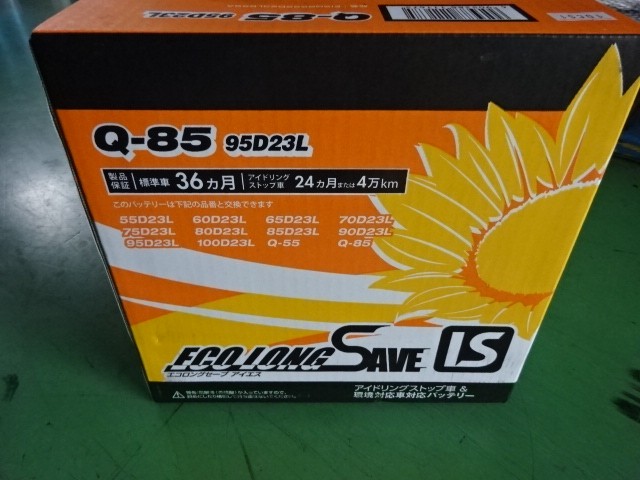 Q-85 95D23L
Q-85 95D23L
製品保証 標準車 36カ月 アイドリングストップ車 24カ月または4万km
このバッテリーは下記の品番と交換できます
55D23L 60D23L 65D23L 70D23L
75D23L 80D23L 85D23L 90D23L
95D23L 100D23L Q-55 Q-85
ECO LONG SAVE IS
エコロングセーブ アイエス
アイドリングストップ車 &
環境対応車対応バッテリー